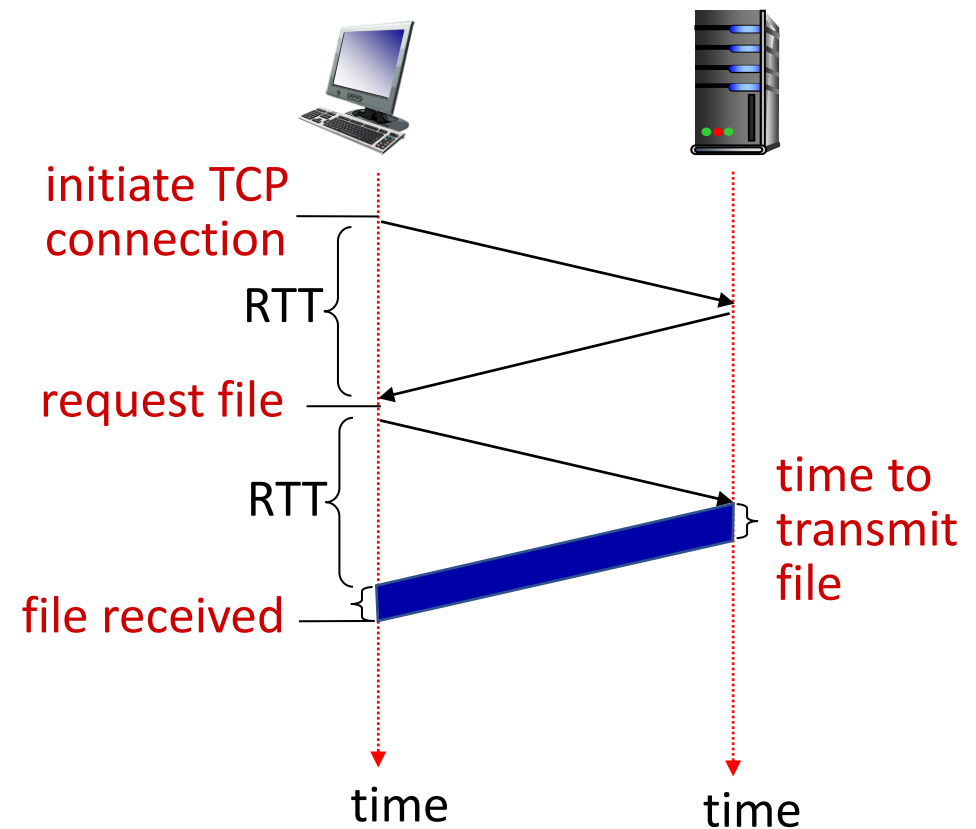 initiate TCP
connection
RTT
request file
RTT
time to
transmit
file
file received
time
time